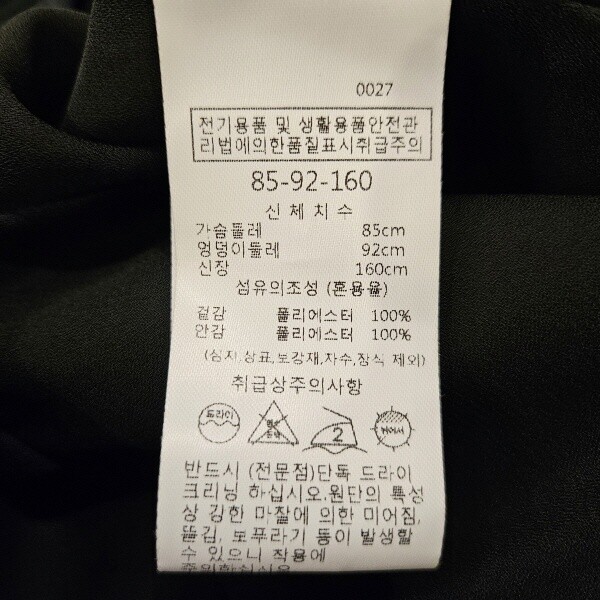 0027
전기용품 및 생활용품안전관
리법에의한품질표시취급주의
85-92-160
신체치수
가슴둘레 85cm
엉덩이둘레 92cm
신장 160cm
섬유의조성 (혼용율)
겉감 폴리에스터 100%
안감 폴리에스터 100%
(심지,상표,보강재,자수,장식 제외)
취급상주의사항
드라이 2
반드시 (전문점)단독 드라이
크리닝 하십시오.원단의 특성
상 강한 마찰에 의한 미어짐,
뜯김, 보푸라기 등이 발생할
수 있으니 착용에
주의하십시오